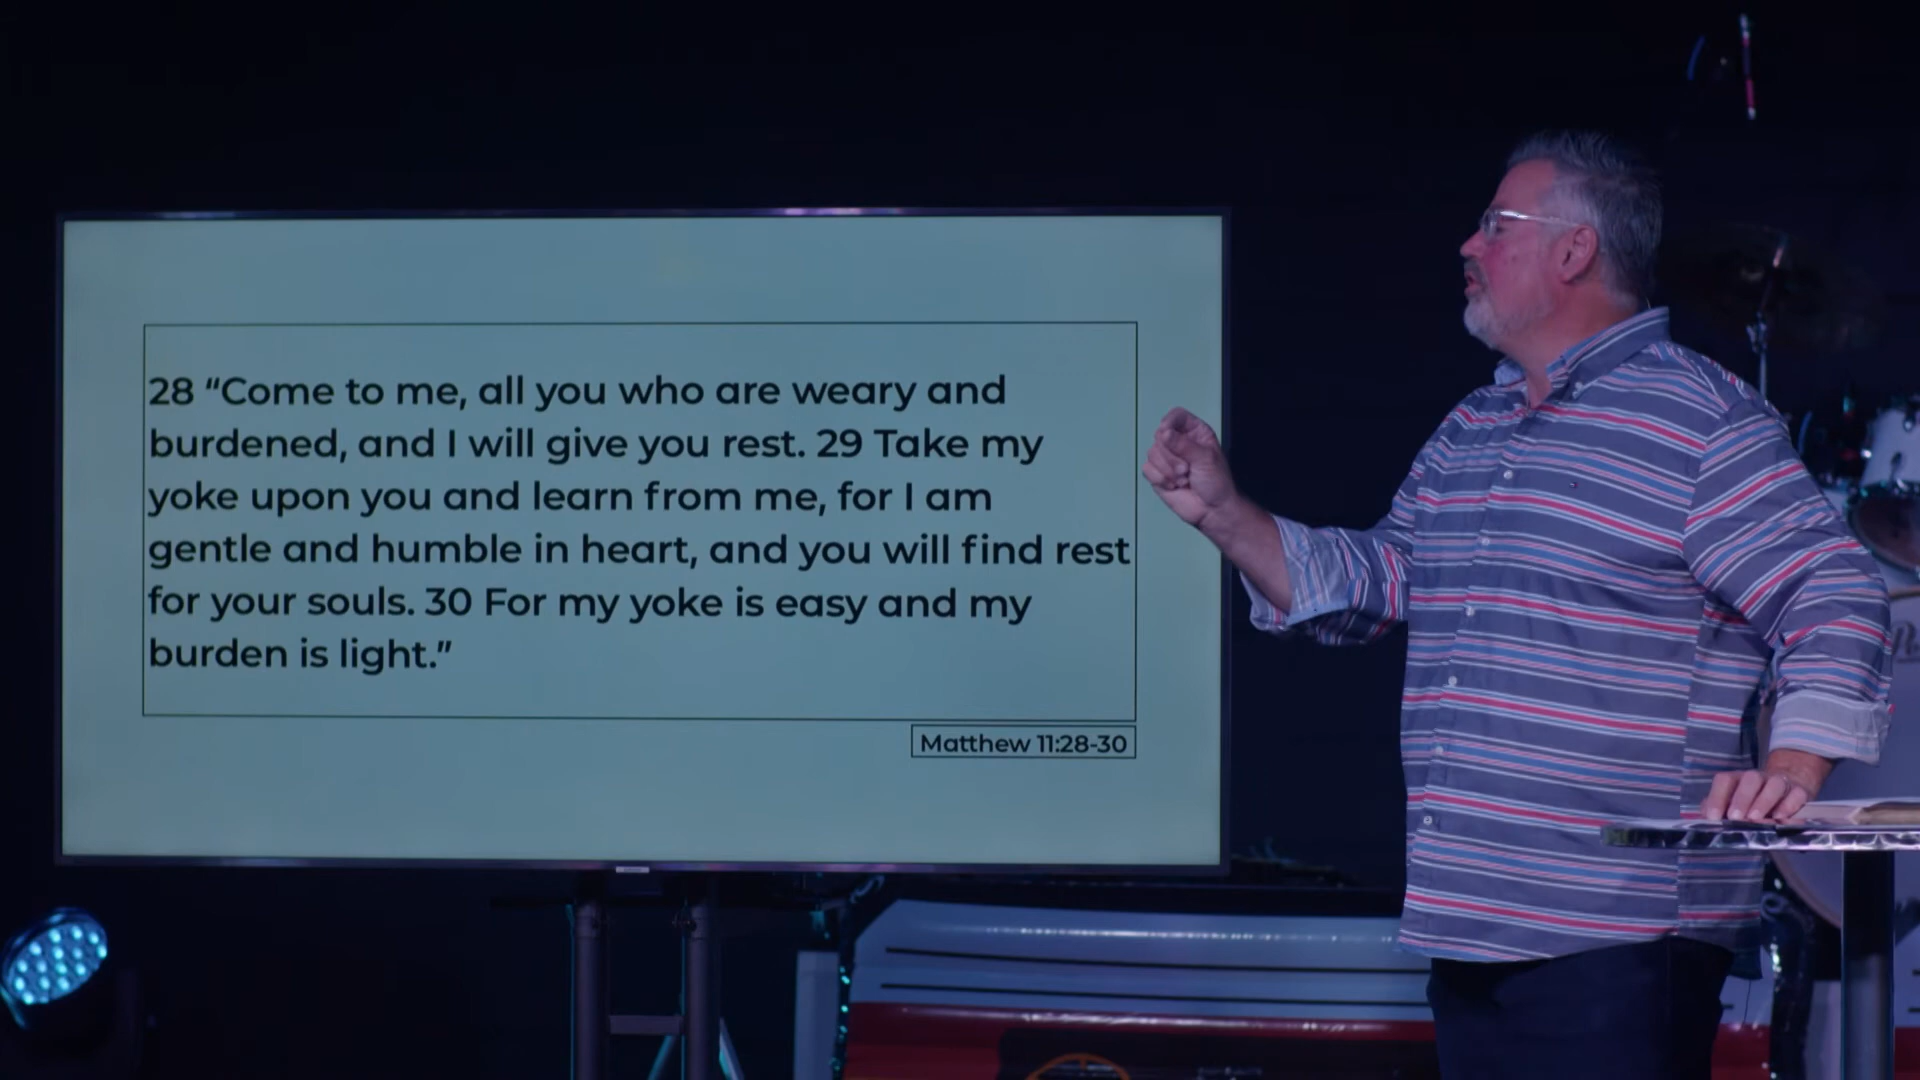 28 “Come to me, all you who are weary and
burdened, and I will give you rest. 29 Take my
yoke upon you and learn from me, for I am
gentle and humble in heart, and you will find rest
for your souls. 30 For my yoke is easy and my
burden is light.”
Matthew 11:28-30